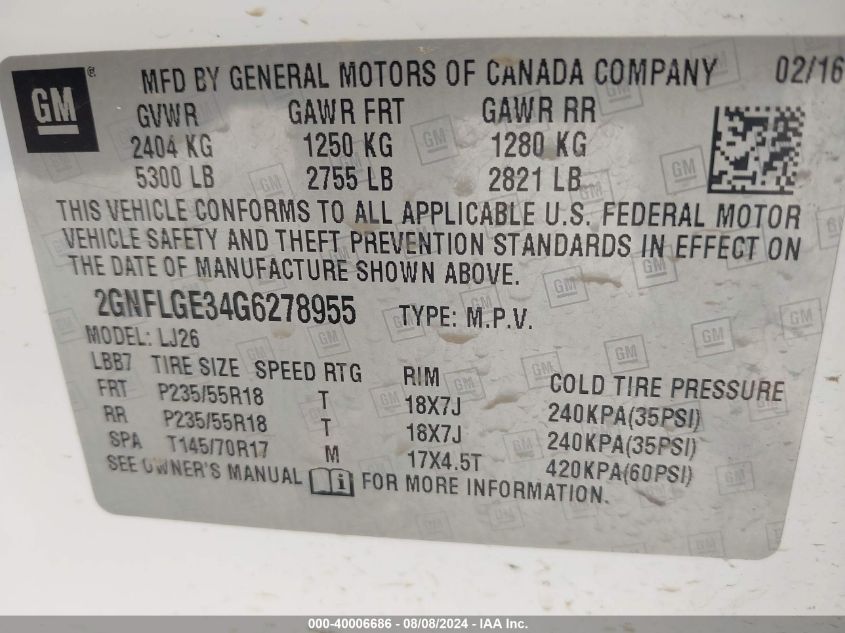 GM ®
MFD BY GENERAL MOTORS OF CANADA COMPANY 02/16
GVWR GAWR FRT GAWR RR
2404 KG 1250 KG 1280 KG
5300 LB 2755 LB 2821 LB
THIS VEHICLE CONFORMS TO ALL APPLICABLE U.S. FEDERAL MOTOR
VEHICLE SAFETY AND THEFT PREVENTION STANDARDS IN EFFECT ON
THE DATE OF MANUFACTURE SHOWN ABOVE.
2GNFLGE34G6278955 TYPE: M.P.V.
MODEL: LJ26
LBB7 TIRE SIZE SPEED RTG RIM COLD TIRE PRESSURE
FRT P235/55R18 T 18X7J 240KPA(35PSI)
RR P235/55R18 T 18X7J 240KPA(35PSI)
SPA T145/70R17 M 17X4.5T 420KPA(60PSI)
SEE OWNER'S MANUAL i FOR MORE INFORMATION.
000-40006686 - 08/08/2024 - IAA Inc.